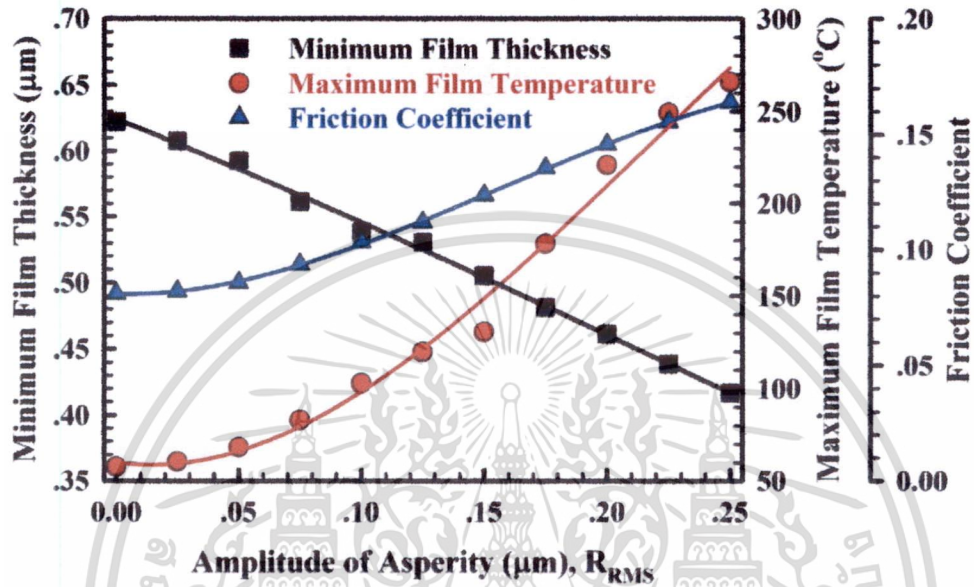 Minimum Film Thickness (μm)
.70
.65
.60
.55
.50
.45
.40
.35
Minimum Film Thickness
Maximum Film Temperature
Friction Coefficient
300
250
200
150
100
50
Maximum Film Temperature (°C)
.20
.15
.10
.05
0.00
Friction Coefficient
0.00 .05 .10 .15 .20 .25
Amplitude of Asperity (μm), R_RMS